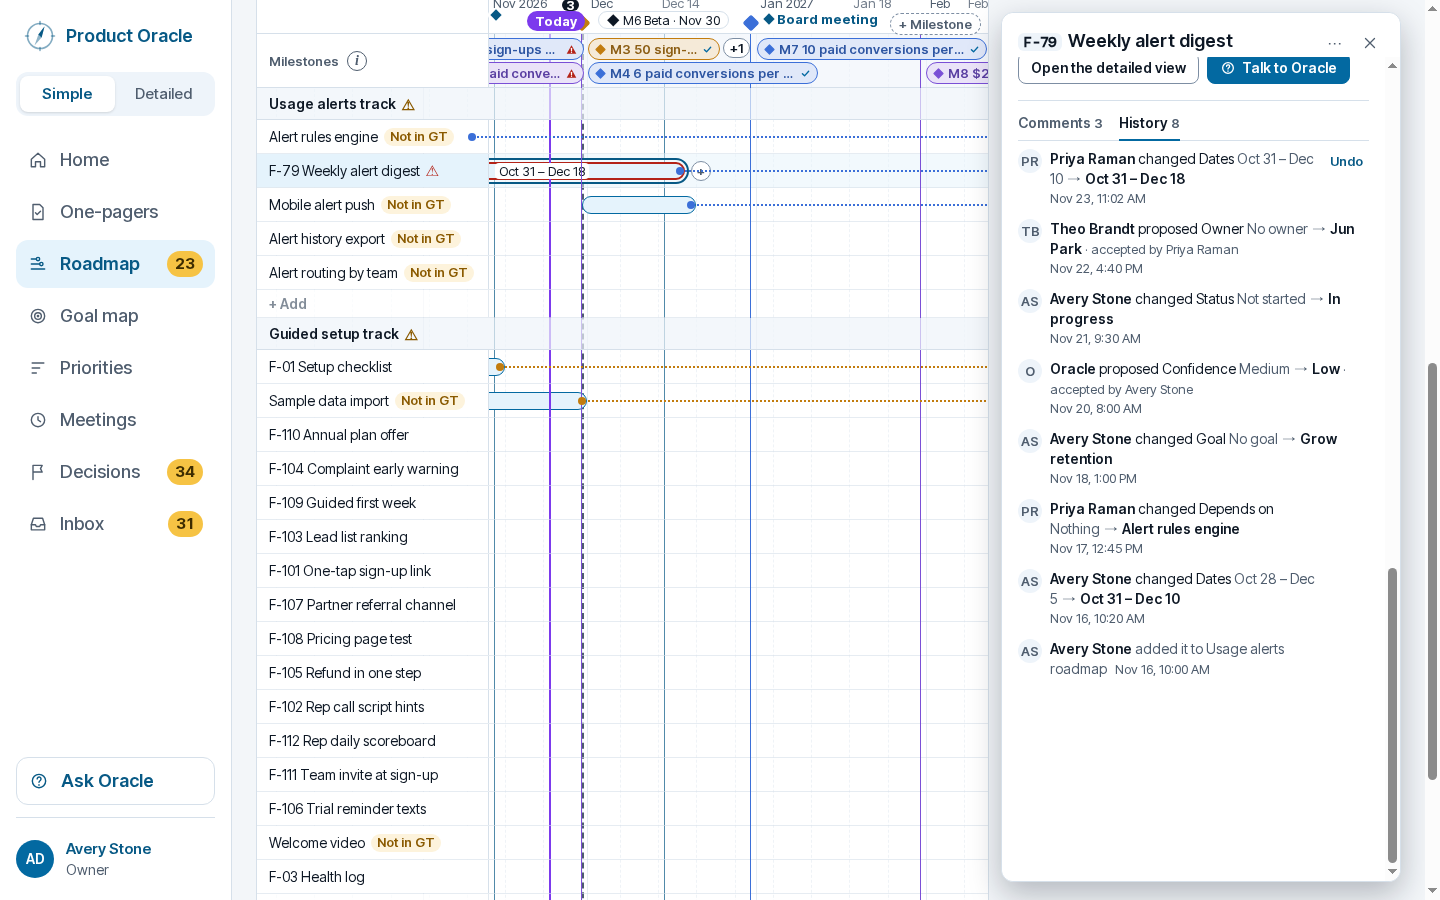 Product Oracle
Simple
Detailed
Home
One-pagers
Roadmap
23
Goal map
Priorities
Meetings
Decisions
34
Inbox
31
Ask Oracle
AD
Avery Stone
Owner
Nov 2026
3
Dec
Dec 14
Jan 2027
Jan 18
Feb
Feb
Today
M6 Beta · Nov 30
Board meeting
+ Milestone
Milestones
i
sign-ups ...
M3 50 sign-...
+1
M7 10 paid conversions per...
paid conve...
M4 6 paid conversions per ...
M8 $2
Usage alerts track
Alert rules engine
Not in GT
F-79 Weekly alert digest
Oct 31 – Dec 18
+
Mobile alert push
Not in GT
Alert history export
Not in GT
Alert routing by team
Not in GT
+ Add
Guided setup track
F-01 Setup checklist
Sample data import
Not in GT
F-110 Annual plan offer
F-104 Complaint early warning
F-109 Guided first week
F-103 Lead list ranking
F-101 One-tap sign-up link
F-107 Partner referral channel
F-108 Pricing page test
F-105 Refund in one step
F-102 Rep call script hints
F-112 Rep daily scoreboard
F-111 Team invite at sign-up
F-106 Trial reminder texts
Welcome video
Not in GT
F-03 Health log
F-79 Weekly alert digest
...
Open the detailed view
Talk to Oracle
Comments 3
History 8
PR
Priya Raman changed Dates Oct 31 – Dec
10 → Oct 31 – Dec 18
Undo
Nov 23, 11:02 AM
TB
Theo Brandt proposed Owner No owner → Jun
Park · accepted by Priya Raman
Nov 22, 4:40 PM
AS
Avery Stone changed Status Not started → In
progress
Nov 21, 9:30 AM
O
Oracle proposed Confidence Medium → Low ·
accepted by Avery Stone
Nov 20, 8:00 AM
AS
Avery Stone changed Goal No goal → Grow
retention
Nov 18, 1:00 PM
PR
Priya Raman changed Depends on
Nothing → Alert rules engine
Nov 17, 12:45 PM
AS
Avery Stone changed Dates Oct 28 – Dec
5 → Oct 31 – Dec 10
Nov 16, 10:20 AM
AS
Avery Stone added it to Usage alerts
roadmap Nov 16, 10:00 AM